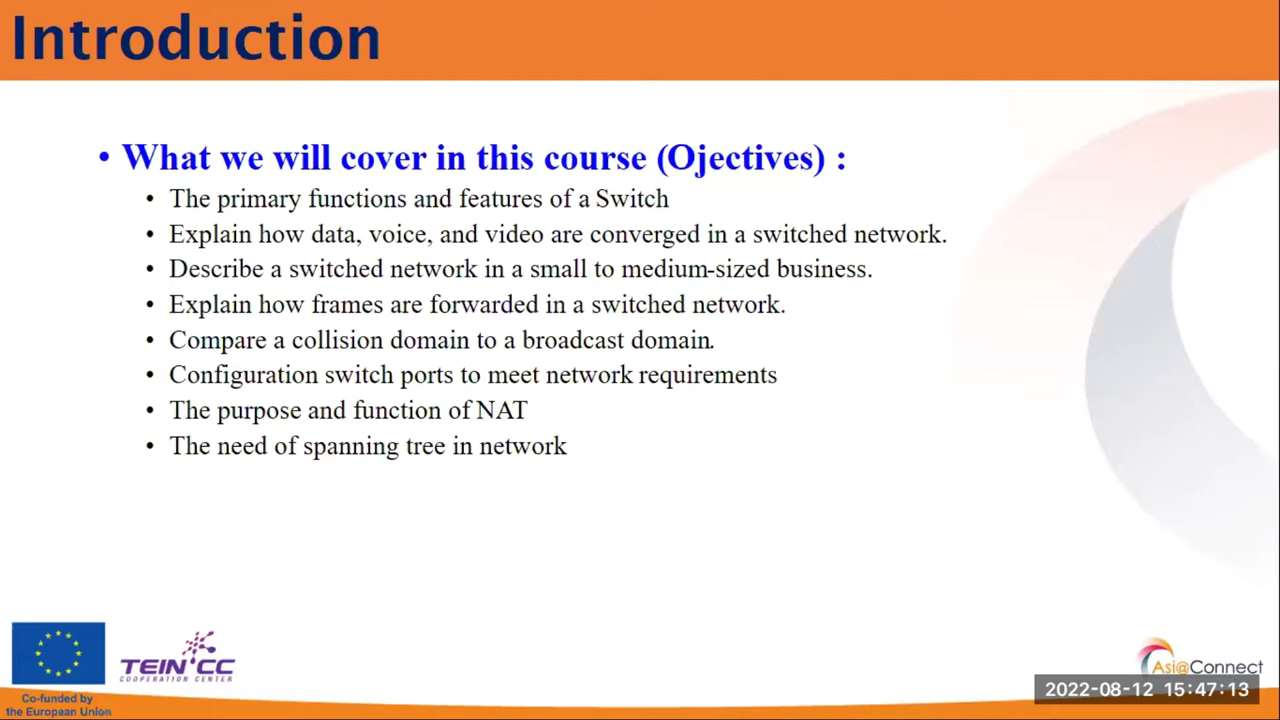 Introduction
• What we will cover in this course (Ojectives) :
• The primary functions and features of a Switch
• Explain how data, voice, and video are converged in a switched network.
• Describe a switched network in a small to medium-sized business.
• Explain how frames are forwarded in a switched network.
• Compare a collision domain to a broadcast domain.
• Configuration switch ports to meet network requirements
• The purpose and function of NAT
• The need of spanning tree in network
TEIN*CC
COOPERATION CENTER
Asi@Connect
Co-funded by
the European Union
2022-08-12 15:47:13